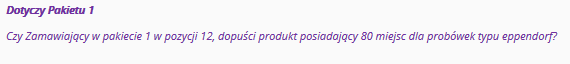 Dotyczy Pakietu 1
Czy Zamawiający w pakiecie 1 w pozycji 12, dopuści produkt posiadający 80 miejsc dla probówek typu eppendorf?